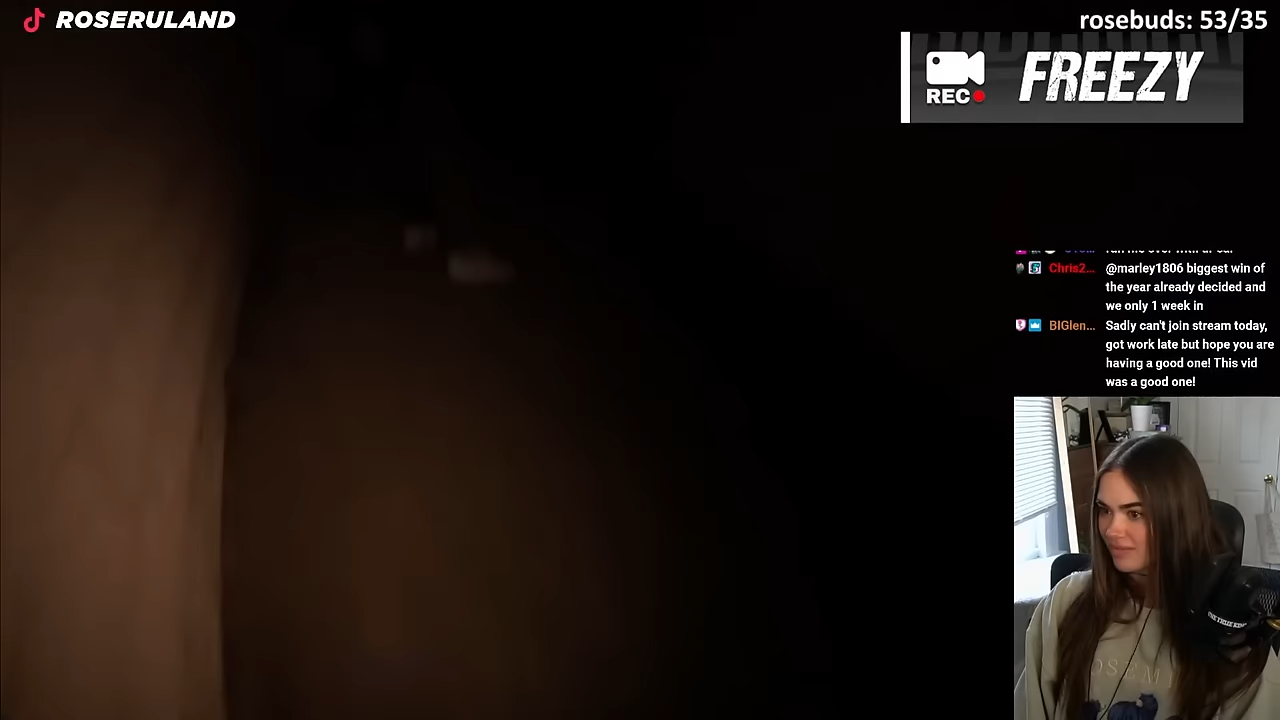 ROSERULAND
rosebuds: 53/35
REC
FREEZY
Chris2... @marley1806 biggest win of
the year already decided and
we only 1 week in
BIGlen... Sadly can't join stream today,
got work late but hope you are
having a good one! This vid
was a good one!